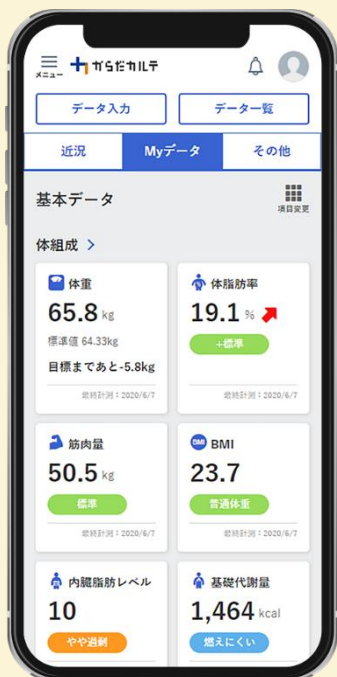 メニュー
からだカルテ
データ入力
データ一覧
近況
Myデータ
その他
基本データ
項目変更
体組成 >
体重
65.8 kg
標準値 64.33kg
目標まであと-5.8kg
最終計測：2020/6/7
体脂肪率
19.1 %
+標準
最終計測：2020/6/7
筋肉量
50.5 kg
標準
最終計測：2020/6/7
BMI
BMI
23.7
普通体重
最終計測：2020/6/7
内臓脂肪レベル
10
やや過剰
基礎代謝量
1,464 kcal
燃えにくい